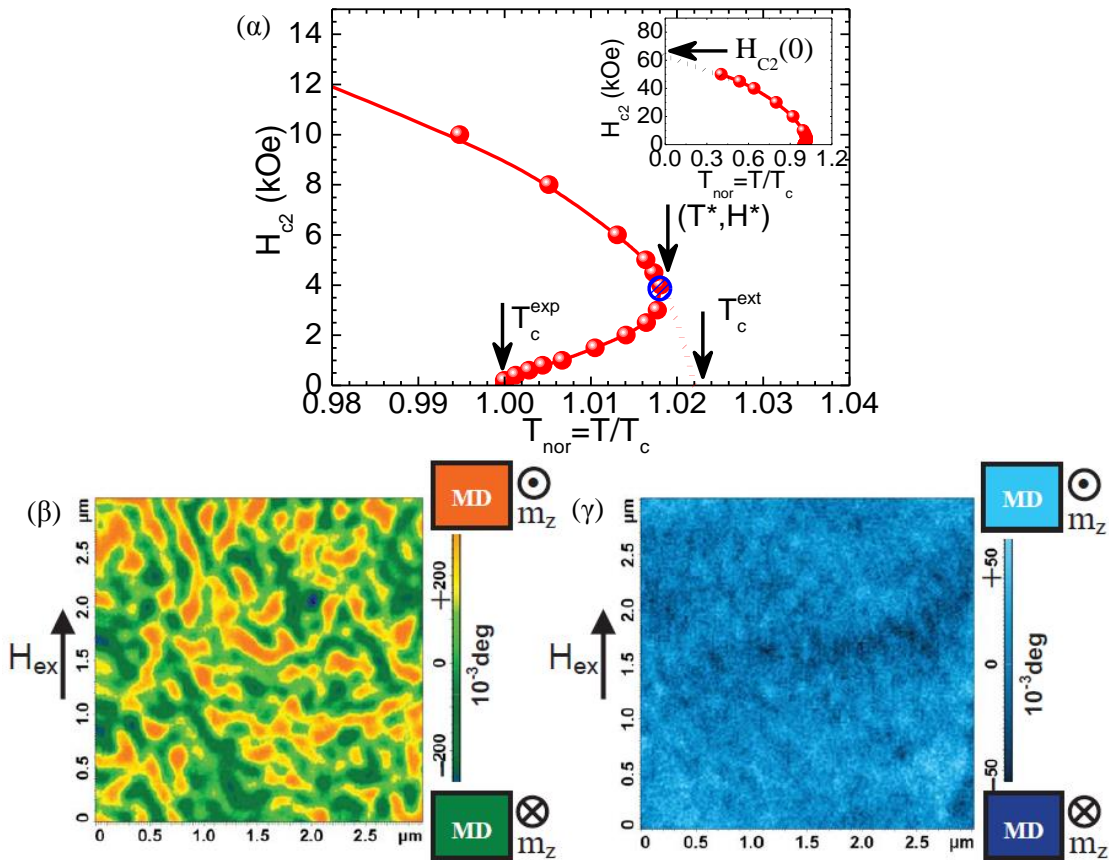 (α)
14
12
10
8
6
4
2
0
H_c2 (kOe)
0.98 0.99 1.00 1.01 1.02 1.03 1.04
T_nor=T/T_c
T_c^exp
(T*,H*)
T_c^ext
80
60
40
20
0
H_c2 (kOe)
H_C2(0)
0.0 0.3 0.6 0.9 1.2
T_nor=T/T_c
(β)
H_ex
μm
2.5
2.0
1.5
1.0
0.5
0
0 0.5 1.0 1.5 2.0 2.5 μm
MD
m_z
+200
0
−200
10⁻³deg
MD
m_z
(γ)
H_ex
μm
2.5
2.0
1.5
1.0
0.5
0
0 0.5 1.0 1.5 2.0 2.5 μm
MD
m_z
+50
0
−50
10⁻³deg
MD
m_z